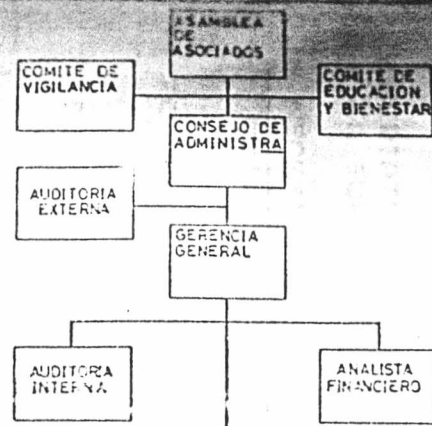 ASAMBLEA
DE
ASOCIADOS
COMITE DE
VIGILANCIA
COMITE DE
EDUCACION
Y BIENESTAR
CONSEJO DE
ADMINISTRA
AUDITORIA
EXTERNA
GERENCIA
GENERAL
AUDITORIA
INTERNA
ANALISTA
FINANCIERO